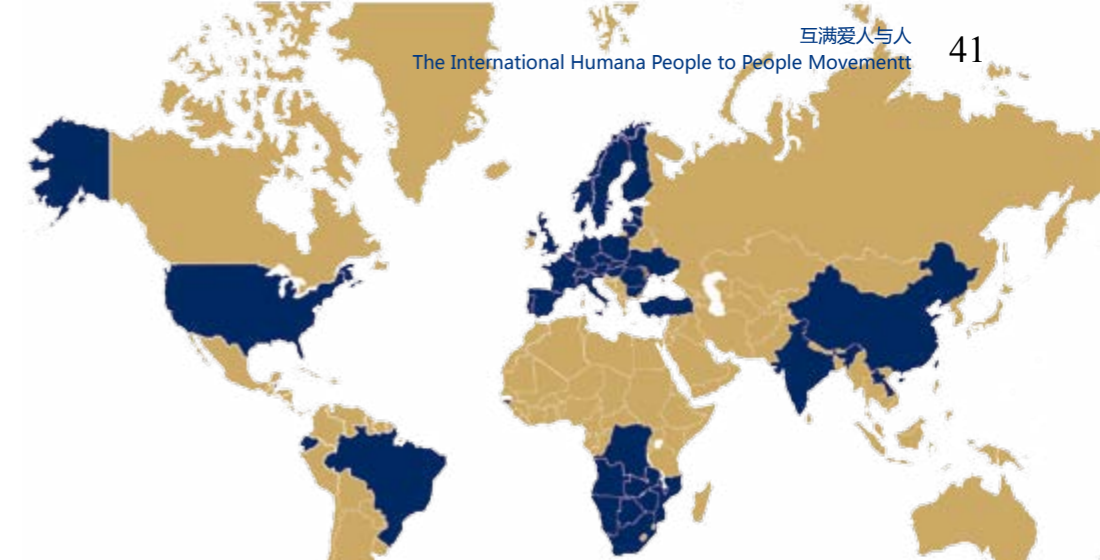 互满爱人与人
The International Humana People to People Movementt
41